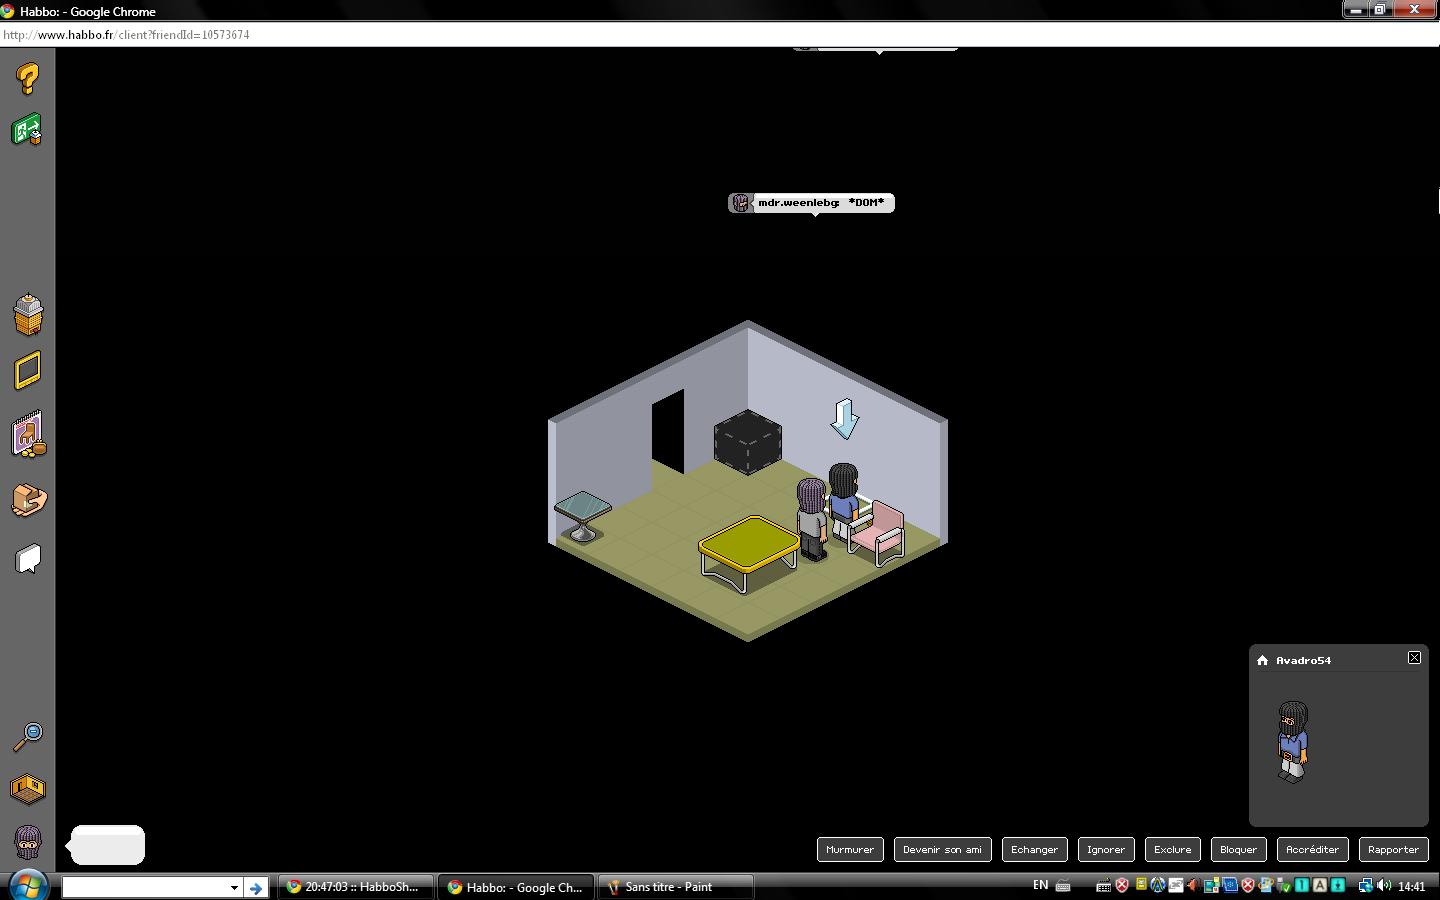 Habbo: - Google Chrome
http://www.habbo.fr/client?friendId=10573674
mdr.weenlebg: *DOM*
Avadro54
Murmurer Devenir son ami Echanger Ignorer Exclure Bloquer Accréditer Rapporter
20:47:03 :: HabboSh... Habbo: - Google Ch... Sans titre - Paint EN 14:41